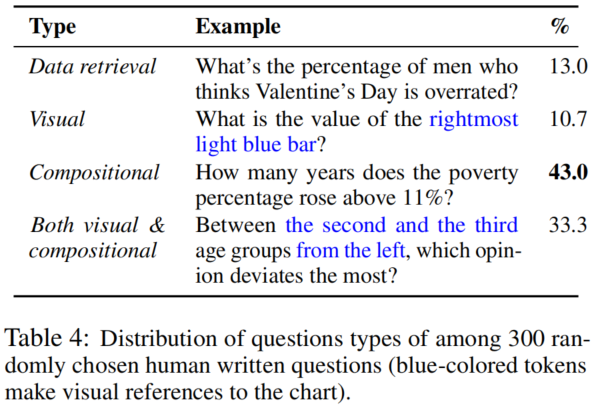 Type Example %
Data retrieval What's the percentage of men who 13.0
thinks Valentine's Day is overrated?
Visual What is the value of the rightmost 10.7
light blue bar?
Compositional How many years does the poverty 43.0
percentage rose above 11%?
Both visual & Between the second and the third 33.3
compositional age groups from the left, which opin-
ion deviates the most?
Table 4: Distribution of questions types of among 300 ran-
domly chosen human written questions (blue-colored tokens
make visual references to the chart).